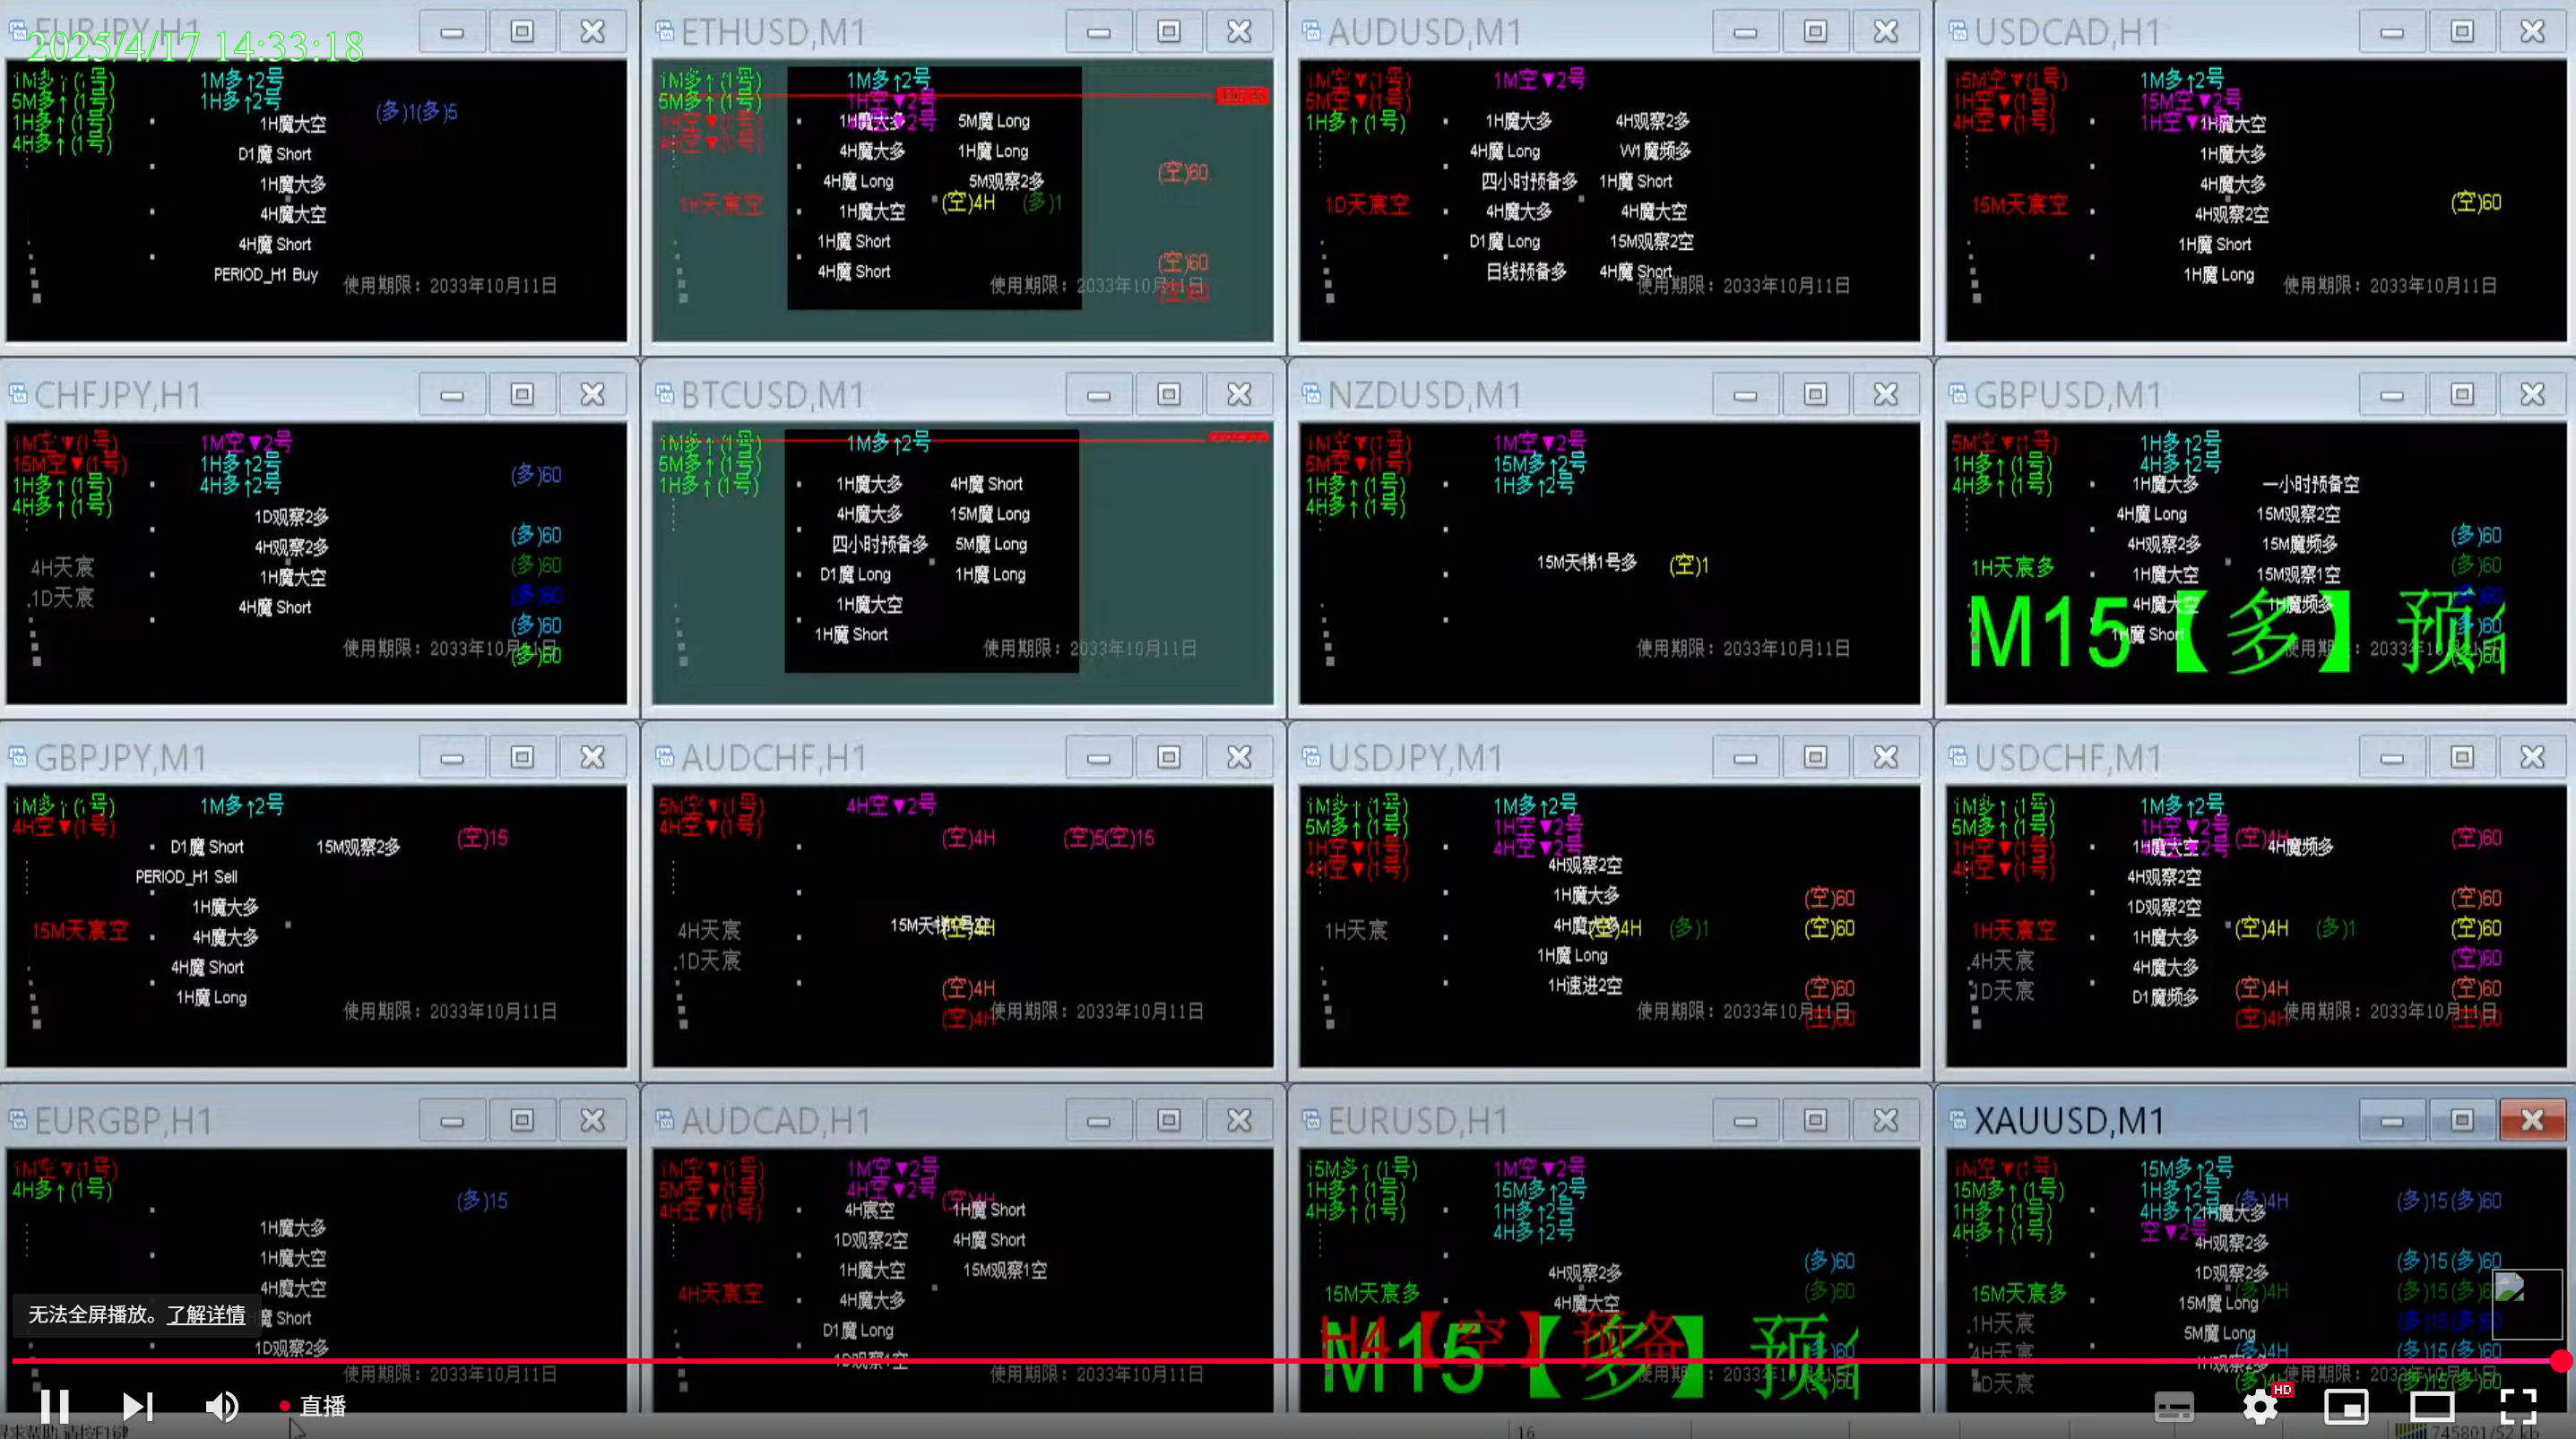 EURJPY,H1
2025/4/17 14:33:18
1M多↑(1号)
5M多↑(1号)
1H多↑(1号)
4H多↑(1号)
1M多↑2号
1H多↑2号
(多)1(多)5
1H魔大空
D1魔 Short
1H魔大多
4H魔大空
4H魔 Short
PERIOD_H1 Buy
使用期限：2033年10月11日
ETHUSD,M1
1M多↑(1号)
5M多↑(1号)
1H空▼(1号)
4H空▼(1号)
1M多↑2号
1H空▼2号
1H魔大多
4H魔大多
4H魔 Long
1H魔大空
1H魔 Short
4H魔 Short
5M魔 Long
1H魔 Long
5M观察2多
(空)4H
(多)1
(空)60
(空)60
(空)60
1H天宸空
使用期限：2033年10月11日
AUDUSD,M1
1M空▼(1号)
5M空▼(1号)
1H多↑(1号)
1M空▼2号
1H魔大多
4H魔 Long
四小时预备多
4H魔大多
D1魔 Long
日线预备多
4H观察2多
W1魔频多
1H魔 Short
4H魔大空
15M观察2空
4H魔 Short
1D天宸空
使用期限：2033年10月11日
USDCAD,H1
15M空▼(1号)
1H空▼(1号)
4H空▼(1号)
1M多↑2号
15M空▼2号
1H空▼2号
1H魔大空
1H魔大多
4H魔大多
4H观察2空
1H魔 Short
1H魔 Long
15M天宸空
(空)60
使用期限：2033年10月11日
CHFJPY,H1
1M空▼(1号)
15M空▼(1号)
1H多↑(1号)
4H多↑(1号)
1M空▼2号
1H多↑2号
4H多↑2号
1D观察2多
4H观察2多
1H魔大空
4H魔 Short
4H天宸
1D天宸
(多)60
(多)60
(多)60
(多)60
(多)60
(多)60
使用期限：2033年10月11日
BTCUSD,M1
1M多↑(1号)
5M多↑(1号)
1H多↑(1号)
1M多↑2号
1H魔大多
4H魔大多
四小时预备多
D1魔 Long
1H魔大空
1H魔 Short
4H魔 Short
15M魔 Long
5M魔 Long
1H魔 Long
使用期限：2033年10月11日
NZDUSD,M1
1M空▼(1号)
5M空▼(1号)
1H多↑(1号)
4H多↑(1号)
1M空▼2号
15M多↑2号
1H多↑2号
15M天梯1号多
(空)1
使用期限：2033年10月11日
GBPUSD,M1
5M空▼(1号)
1H多↑(1号)
4H多↑(1号)
1H多↑2号
4H多↑2号
1H魔大多
4H魔 Long
4H观察2多
1H魔大空
4H魔大空
1H魔 Short
一小时预备空
15M观察2空
15M魔频多
15M观察1空
1H魔频多
1H天宸多
(多)60
(多)60
(多)60
(多)60
M15【多】预
使用期限：2033年10月11日
GBPJPY,M1
1M多↑(1号)
4H空▼(1号)
1M多↑2号
D1魔 Short
PERIOD_H1 Sell
1H魔大多
4H魔大多
4H魔 Short
1H魔 Long
15M观察2多
(空)15
15M天宸空
使用期限：2033年10月11日
AUDCHF,H1
5M空▼(1号)
4H空▼(1号)
4H空▼2号
(空)4H
(空)5(空)15
15M天梯
(空)4H
(空)4H
(空)4H
4H天宸
1D天宸
使用期限：2033年10月11日
USDJPY,M1
1M多↑(1号)
5M多↑(1号)
1H空▼(1号)
4H空▼(1号)
1M多↑2号
1H空▼2号
4H空▼2号
4H观察2空
1H魔大多
4H魔大多
1H魔 Long
1H速进2空
(空)4H
(多)1
(空)60
(空)60
(空)60
(空)60
1H天宸
使用期限：2033年10月11日
USDCHF,M1
1M多↑(1号)
5M多↑(1号)
1H空▼(1号)
4H空▼(1号)
1M多↑2号
1H空▼2号
1H魔大空
4H观察2空
1D观察2空
1H魔大多
4H魔大多
D1魔频多
(空)4H
4H魔频多
(空)4H
(多)1
(空)4H
(空)4H
(空)60
(空)60
(空)60
(空)60
(空)60
(空)60
1H天宸空
4H天宸
1D天宸
使用期限：2033年10月11日
EURGBP,H1
1M空▼(1号)
4H多↑(1号)
(多)15
1H魔大多
1H魔大空
4H魔大空
魔 Short
1D观察2多
使用期限：2033年10月11日
AUDCAD,H1
1M空▼(1号)
5M空▼(1号)
4H空▼(1号)
1M空▼2号
4H空▼2号
(空)4H
4H宸空
1D观察2空
1H魔大空
4H魔大多
D1魔 Long
1D观察1空
1H魔 Short
4H魔 Short
15M观察1空
4H天宸空
使用期限：2033年10月11日
EURUSD,H1
15M多↑(1号)
1H多↑(1号)
4H多↑(1号)
1M空▼2号
15M多↑2号
1H多↑2号
4H多↑2号
4H观察2多
4H魔大空
15M天宸多
(多)60
(多)60
(多)60
(多)60
H4【空】预备
M15【多】预
使用期限：2033年10月11日
XAUUSD,M1
1M空▼(1号)
15M多↑(1号)
1H多↑(1号)
4H多↑(1号)
15M多↑2号
1H多↑2号
4H多↑2号
空▼2号
1H魔大多
4H观察2多
1D观察2多
15M魔 Long
5M魔 Long
1H观察2多
(多)4H
(多)4H
(多)4H
(多)15(多)60
(多)15(多)60
(多)15(多)60
(多)15(多)60
15M天宸多
1H天宸
4H天宸
1D天宸
使用期限：2033年10月11日
无法全屏播放。了解详情
直播
HD
16
745801/52 kb